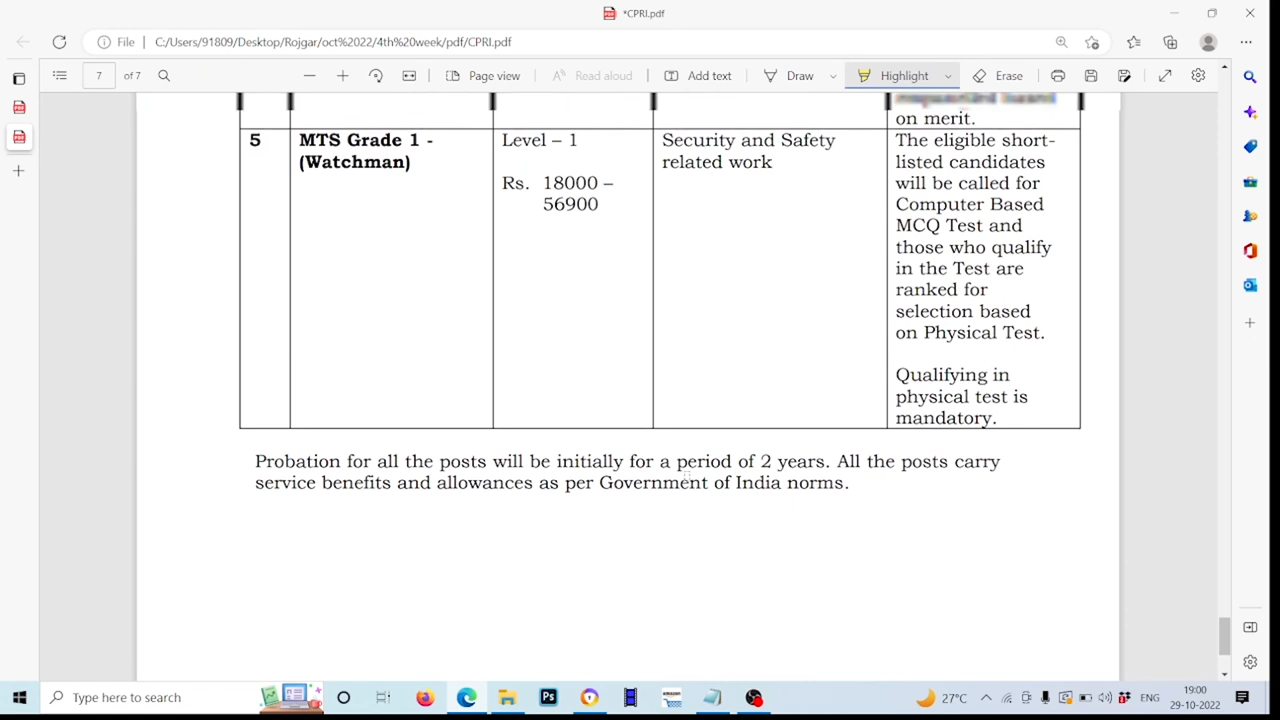 *CPRI.pdf
File C:/Users/91809/Desktop/Rojgar/oct%2022/4th%20week/pdf/CPRI.pdf
7 of 7 Page view Read aloud Add text Draw Highlight Erase
on merit.
5 MTS Grade 1 - (Watchman)
Level – 1
Rs. 18000 –
56900
Security and Safety
related work
The eligible short-
listed candidates
will be called for
Computer Based
MCQ Test and
those who qualify
in the Test are
ranked for
selection based
on Physical Test.
Qualifying in
physical test is
mandatory.
Probation for all the posts will be initially for a period of 2 years. All the posts carry
service benefits and allowances as per Government of India norms.
Type here to search
Ps
amazon
27°C
ENG
19:00
29-10-2022